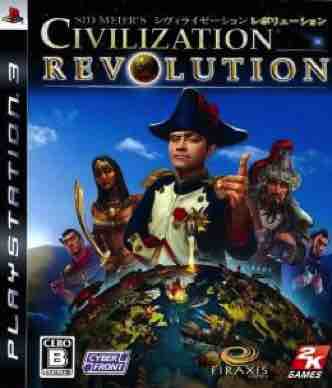 PLAYSTATION 3
SID MEIER'S シヴィライゼーション レボリューション
CIVILIZATION
REVOLUTION
CERO
B
CYBER
FRONT
FIRAXIS
2K
GAMES